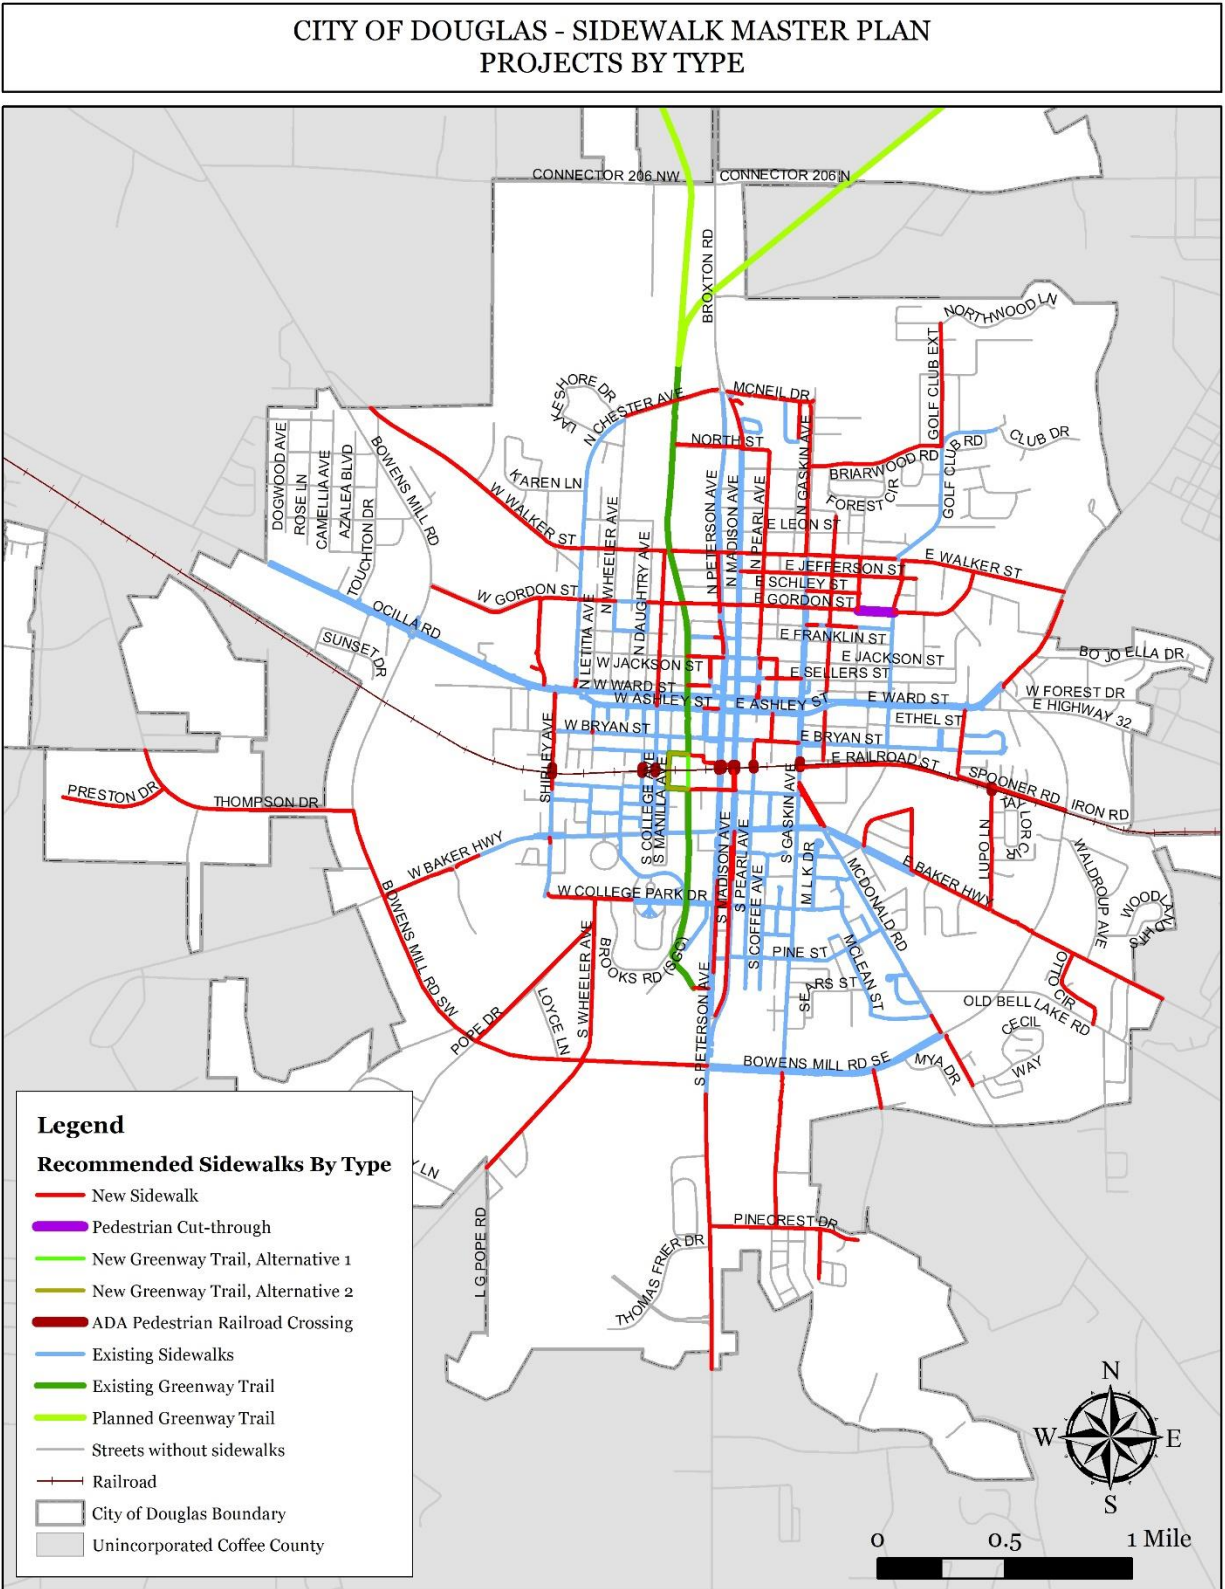 CITY OF DOUGLAS - SIDEWALK MASTER PLAN
PROJECTS BY TYPE
CONNECTOR 206 NW
CONNECTOR 206 N
BROXTON RD
NORTHWOOD LN
GOLF CLUB EXT
LAKESHORE DR
N CHESTER AVE
MCNEIL DR
NORTH ST
N GASKIN AVE
BRIARWOOD RD
GOLF CLUB RD
CLUB DR
FOREST CIR
DOGWOOD AVE
ROSE LN
CAMELLIA AVE
AZALEA BLVD
TOUCHTON DR
BOWENS MILL RD
KAREN LN
W WALKER ST
N WHEELER AVE
N DAUGHTRY AVE
N PETERSON AVE
N MADISON AVE
N PEARL AVE
E LEON ST
E JEFFERSON ST
E WALKER ST
E SCHLEY ST
W GORDON ST
E GORDON ST
OCILLA RD
SUNSET DR
N LETITIA AVE
E FRANKLIN ST
W JACKSON ST
E JACKSON ST
BO JO ELLA DR
E SELLERS ST
W WARD ST
E WARD ST
W FOREST DR
W ASHLEY ST
E ASHLEY ST
E HIGHWAY 32
ETHEL ST
W BRYAN ST
E BRYAN ST
SHIRLEY AVE
E RAILROAD ST
SPOONER RD
IRON RD
PRESTON DR
THOMPSON DR
S COLLEGE AVE
S MANILLA AVE
S GASKIN AVE
TAYLOR CIR
LUPO LN
W BAKER HWY
E BAKER HWY
S MADISON AVE
S PEARL AVE
S COFFEE AVE
M L K DR
MCDONALD RD
WALDROUP AVE
WOODLAND HTS
BOWENS MILL RD SW
W COLLEGE PARK DR
S WHEELER AVE
BROOKS RD (SGC)
PINE ST
MCLEAN ST
SEARS ST
OTTO CIR
OLD BELL LAKE RD
CECIL WAY
POPE DR
LOYCE LN
S PETERSON AVE
BOWENS MILL RD SE
MYA DR
Y LN
L G POPE RD
THOMAS FRIER DR
PINECREST DR
Legend
Recommended Sidewalks By Type
New Sidewalk
Pedestrian Cut-through
New Greenway Trail, Alternative 1
New Greenway Trail, Alternative 2
ADA Pedestrian Railroad Crossing
Existing Sidewalks
Existing Greenway Trail
Planned Greenway Trail
Streets without sidewalks
Railroad
City of Douglas Boundary
Unincorporated Coffee County
N
W
E
S
0 0.5 1 Mile